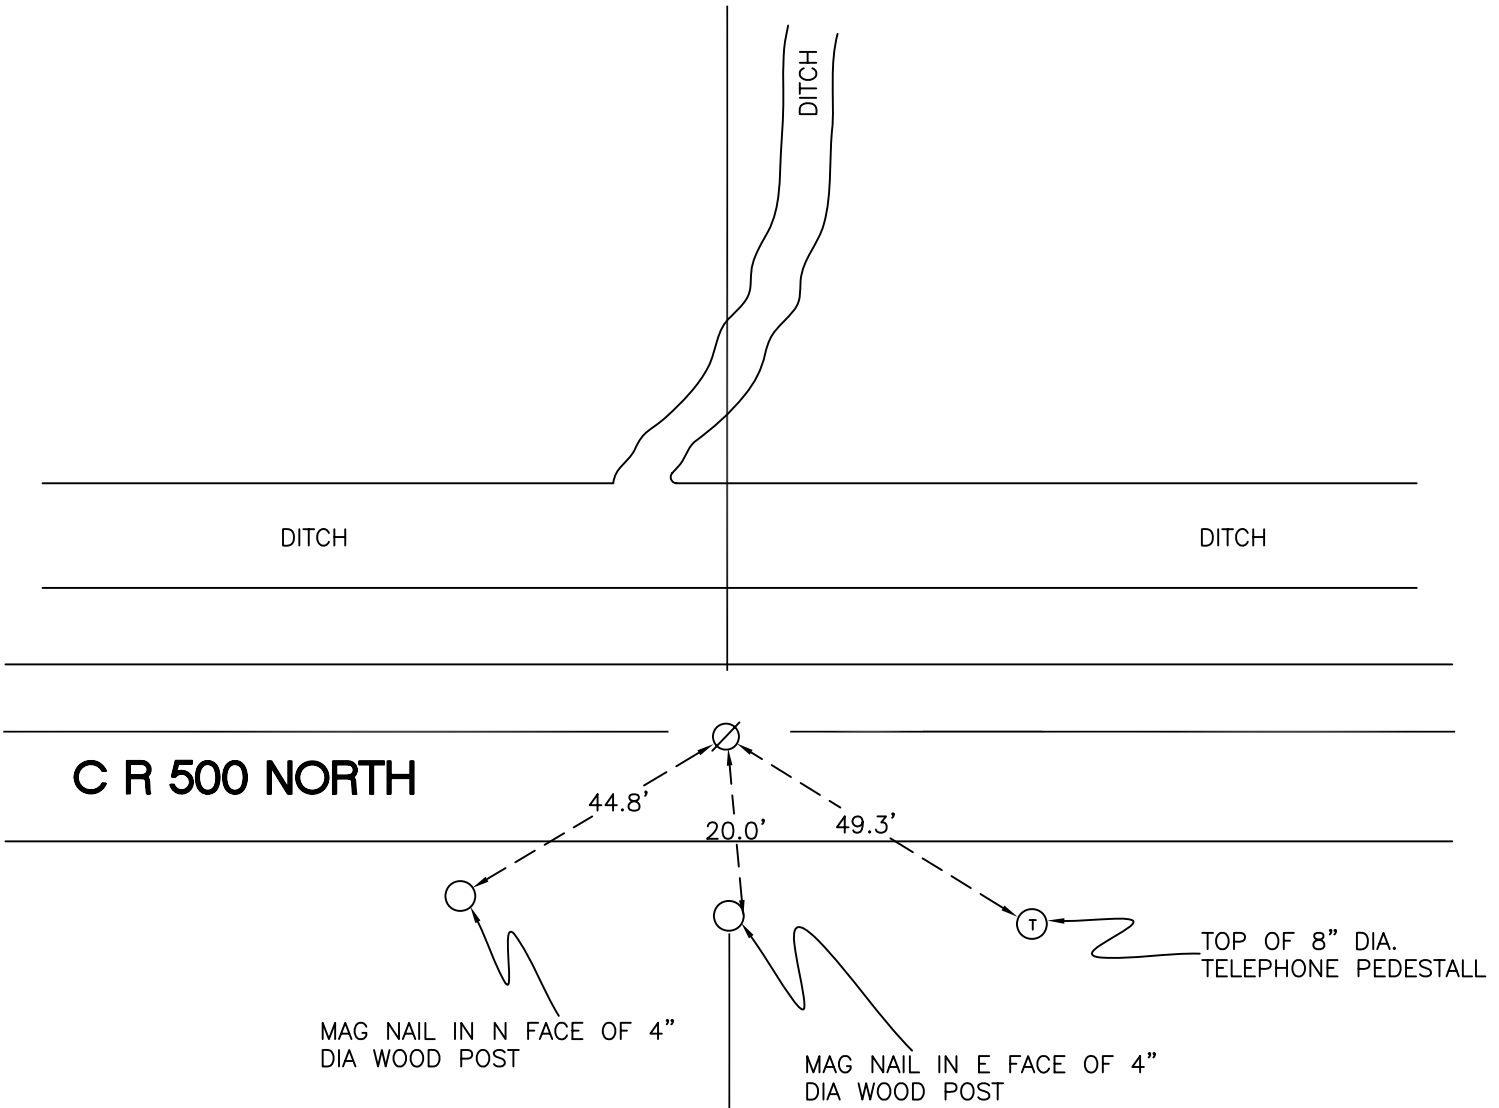 DITCH
DITCH
DITCH
C R 500 NORTH
44.8'
20.0'
49.3'
T
TOP OF 8" DIA.
TELEPHONE PEDESTALL
MAG NAIL IN N FACE OF 4"
DIA WOOD POST
MAG NAIL IN E FACE OF 4"
DIA WOOD POST